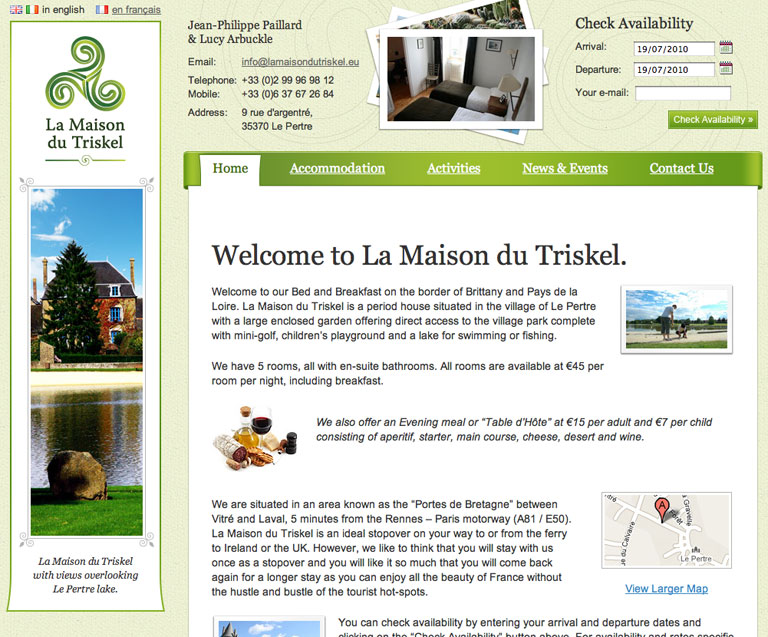 in english en français
La Maison
du Triskel
La Maison du Triskel
with views overlooking
Le Pertre lake.
Jean-Philippe Paillard
& Lucy Arbuckle
Email: info@lamaisondutriskel.eu
Telephone: +33 (0)2 99 96 98 12
Mobile: +33 (0)6 37 67 26 84
Address: 9 rue d'argentré,
35370 Le Pertre
Check Availability
Arrival: 19/07/2010
Departure: 19/07/2010
Your e-mail:
Check Availability »
Home Accommodation Activities News & Events Contact Us
Welcome to La Maison du Triskel.
Welcome to our Bed and Breakfast on the border of Brittany and Pays de la
Loire. La Maison du Triskel is a period house situated in the village of Le Pertre
with a large enclosed garden offering direct access to the village park complete
with mini-golf, children's playground and a lake for swimming or fishing.
We have 5 rooms, all with en-suite bathrooms. All rooms are available at €45 per
room per night, including breakfast.
We also offer an Evening meal or "Table d'Hôte" at €15 per adult and €7 per child
consisting of aperitif, starter, main course, cheese, desert and wine.
We are situated in an area known as the "Portes de Bretagne" between
Vitré and Laval, 5 minutes from the Rennes – Paris motorway (A81 / E50).
La Maison du Triskel is an ideal stopover on your way to or from the ferry
to Ireland or the UK. However, we like to think that you will stay with us
once as a stopover and you will like it so much that you will come back
again for a longer stay as you can enjoy all the beauty of France without
the hustle and bustle of the tourist hot-spots.
A
Gravelle
du Calvaire
Le Pertre
View Larger Map
You can check availability by entering your arrival and departure dates and
clicking on the "Check Availability" button above. For availability and rates specific